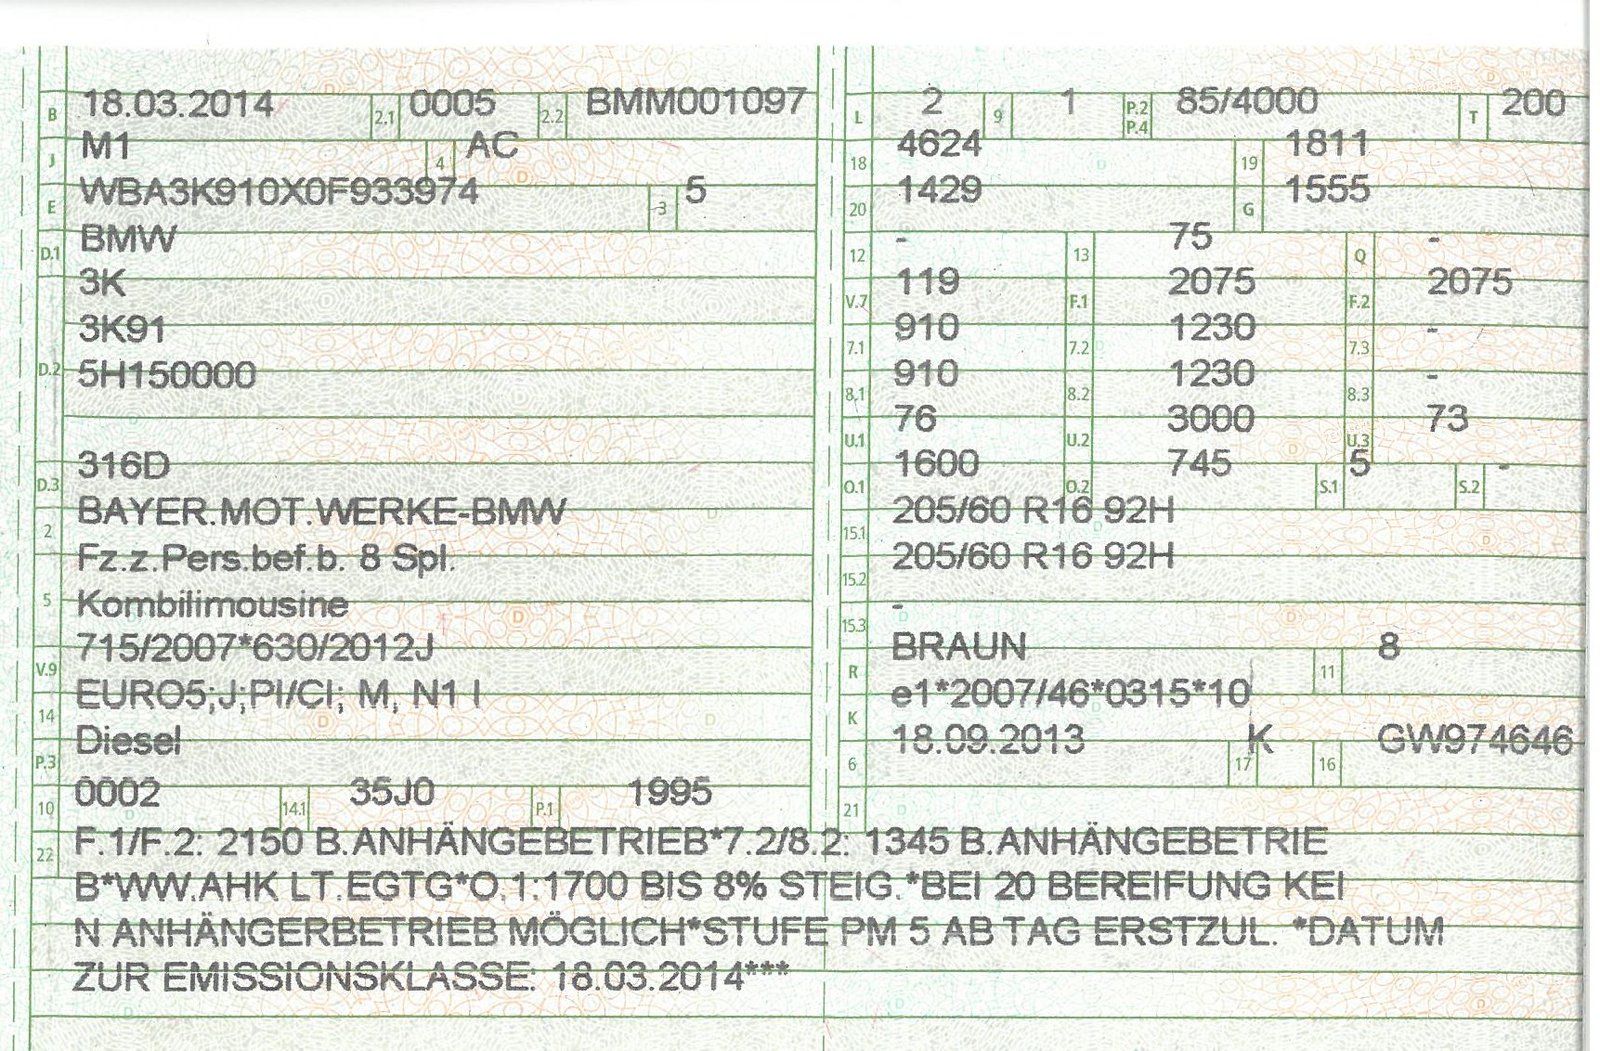 B 18.03.2014 2.1 0005 2.2 BMM001097
J M1 4 AC
E WBA3K910X0F933974 3 5
D.1 BMW
3K
3K91
D.2 5H150000
D.3 316D
2 BAYER.MOT.WERKE-BMW
Fz.z.Pers.bef.b. 8 Spl.
5 Kombilimousine
V.9 715/2007*630/2012J
14 EURO5;J;PI/CI; M, N1 I
P.3 Diesel
10 0002 14.1 35J0 P.1 1995
L 2 9 1 P.2 P.4 85/4000 T 200
18 4624 19 1811
20 1429 G 1555
12 - 13 75 Q -
V.7 119 F.1 2075 F.2 2075
7.1 910 7.2 1230 7.3 -
8.1 910 8.2 1230 8.3 -
U.1 76 U.2 3000 U.3 73
O.1 1600 O.2 745 S.1 5 S.2 -
15.1 205/60 R16 92H
15.2 205/60 R16 92H
15.3 -
R BRAUN 11 8
K e1*2007/46*0315*10
6 18.09.2013 17 K 16 GW974646
21
22 F.1/F.2: 2150 B.ANHÄNGEBETRIEB*7.2/8.2: 1345 B.ANHÄNGEBETRIE
B*WW.AHK LT.EGTG*O.1:1700 BIS 8% STEIG.*BEI 20 BEREIFUNG KEI
N ANHÄNGERBETRIEB MÖGLICH*STUFE PM 5 AB TAG ERSTZUL. *DATUM
ZUR EMISSIONSKLASSE: 18.03.2014***